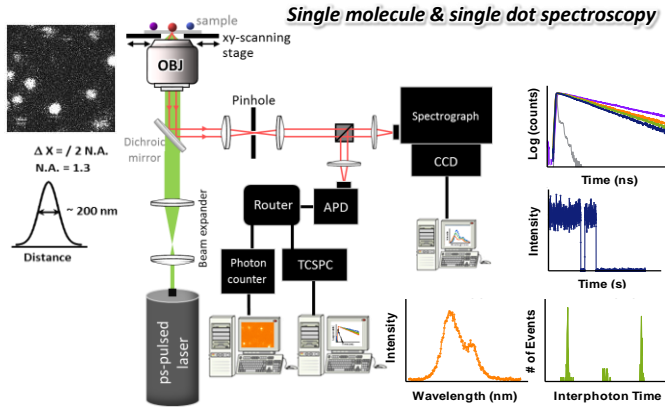 Single molecule & single dot spectroscopy
sample
xy-scanning
stage
OBJ
Pinhole
Dichroic
mirror
Spectrograph
CCD
Δ X = / 2 N.A.
N.A. = 1.3
~ 200 nm
Distance
Beam expander
Router
APD
Photon
counter
TCSPC
ps-pulsed
laser
Log (counts)
Time (ns)
Intensity
Time (s)
Intensity
Wavelength (nm)
# of Events
Interphoton Time